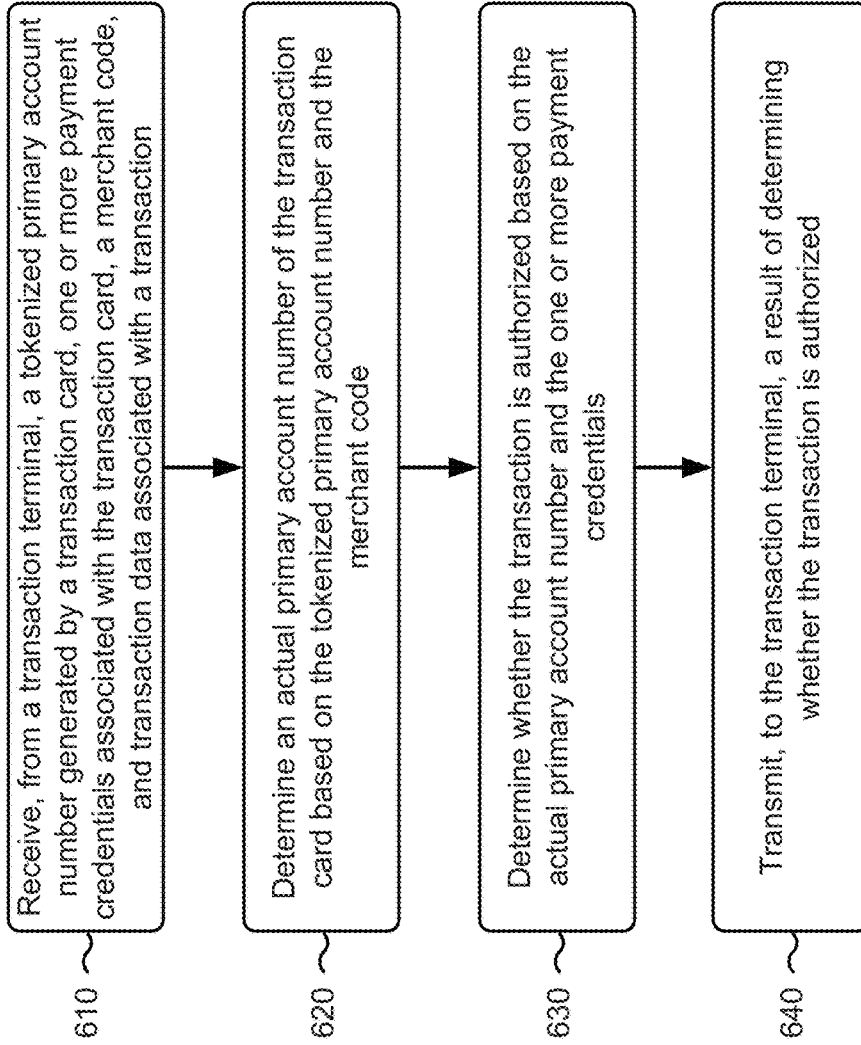 610
Receive, from a transaction terminal, a tokenized primary account
number generated by a transaction card, one or more payment
credentials associated with the transaction card, a merchant code,
and transaction data associated with a transaction
620
Determine an actual primary account number of the transaction
card based on the tokenized primary account number and the
merchant code
630
Determine whether the transaction is authorized based on the
actual primary account number and the one or more payment
credentials
640
Transmit, to the transaction terminal, a result of determining
whether the transaction is authorized